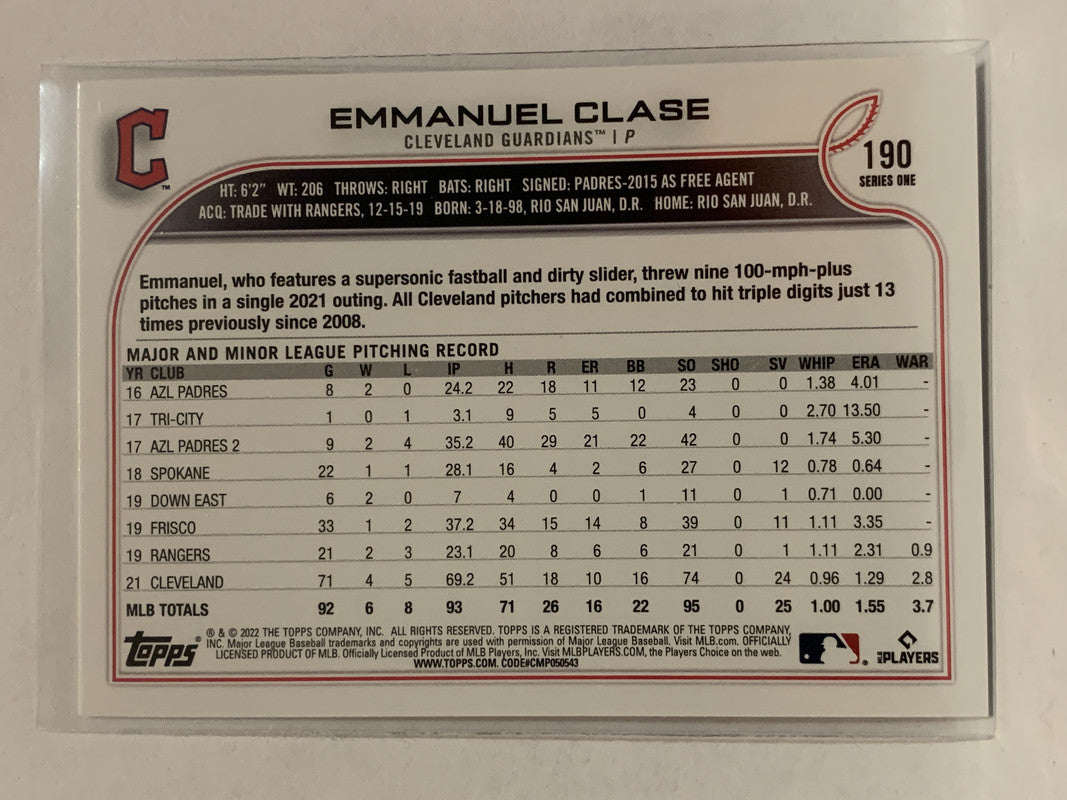 C
™
EMMANUEL CLASE
CLEVELAND GUARDIANS™ | P
190
SERIES ONE
HT: 6'2" WT: 206 THROWS: RIGHT BATS: RIGHT SIGNED: PADRES-2015 AS FREE AGENT
ACQ: TRADE WITH RANGERS, 12-15-19 BORN: 3-18-98, RIO SAN JUAN, D.R. HOME: RIO SAN JUAN, D.R.
Emmanuel, who features a supersonic fastball and dirty slider, threw nine 100-mph-plus
pitches in a single 2021 outing. All Cleveland pitchers had combined to hit triple digits just 13
times previously since 2008.
MAJOR AND MINOR LEAGUE PITCHING RECORD
YR CLUB G W L IP H R ER BB SO SHO SV WHIP ERA WAR
16 AZL PADRES 8 2 0 24.2 22 18 11 12 23 0 0 1.38 4.01 -
17 TRI-CITY 1 0 1 3.1 9 5 5 0 4 0 0 2.70 13.50 -
17 AZL PADRES 2 9 2 4 35.2 40 29 21 22 42 0 0 1.74 5.30 -
18 SPOKANE 22 1 1 28.1 16 4 2 6 27 0 12 0.78 0.64 -
19 DOWN EAST 6 2 0 7 4 0 0 1 11 0 1 0.71 0.00 -
19 FRISCO 33 1 2 37.2 34 15 14 8 39 0 11 1.11 3.35 -
19 RANGERS 21 2 3 23.1 20 8 6 6 21 0 1 1.11 2.31 0.9
21 CLEVELAND 71 4 5 69.2 51 18 10 16 74 0 24 0.96 1.29 2.8
MLB TOTALS 92 6 8 93 71 26 16 22 95 0 25 1.00 1.55 3.7
Topps®
® & © 2022 THE TOPPS COMPANY, INC. ALL RIGHTS RESERVED. TOPPS IS A REGISTERED TRADEMARK OF THE TOPPS COMPANY,
INC. Major League Baseball trademarks and copyrights are used with permission of Major League Baseball. Visit MLB.com. OFFICIALLY
LICENSED PRODUCT OF MLB. Officially Licensed Product of MLB Players, Inc. Visit MLBPLAYERS.COM, the Players Choice on the web.
WWW.TOPPS.COM. CODE#CMP050543
MLB PLAYERS